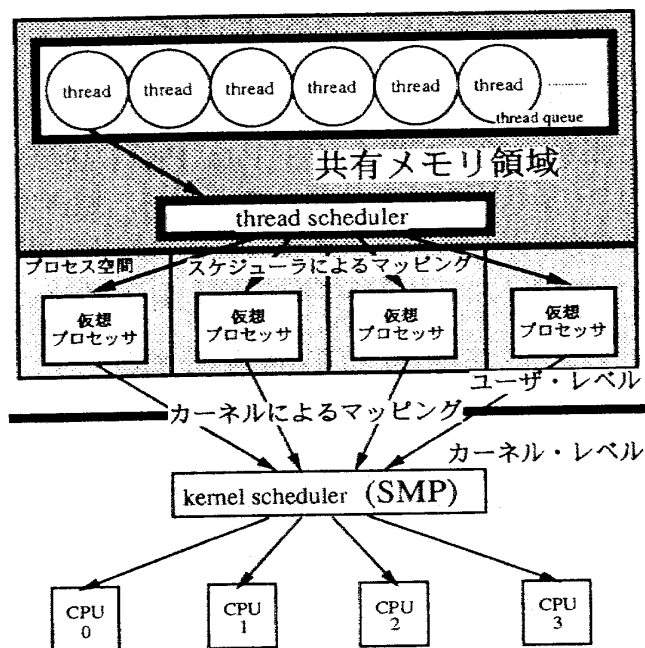 thread thread thread thread thread thread
thread queue
共有メモリ領域
thread scheduler
プロセス空間 スケジューラによるマッピング
仮想 仮想 仮想 仮想
プロセッサ プロセッサ プロセッサ プロセッサ
ユーザ・レベル
カーネルによるマッピング
カーネル・レベル
kernel scheduler (SMP)
CPU CPU CPU CPU
0 1 2 3